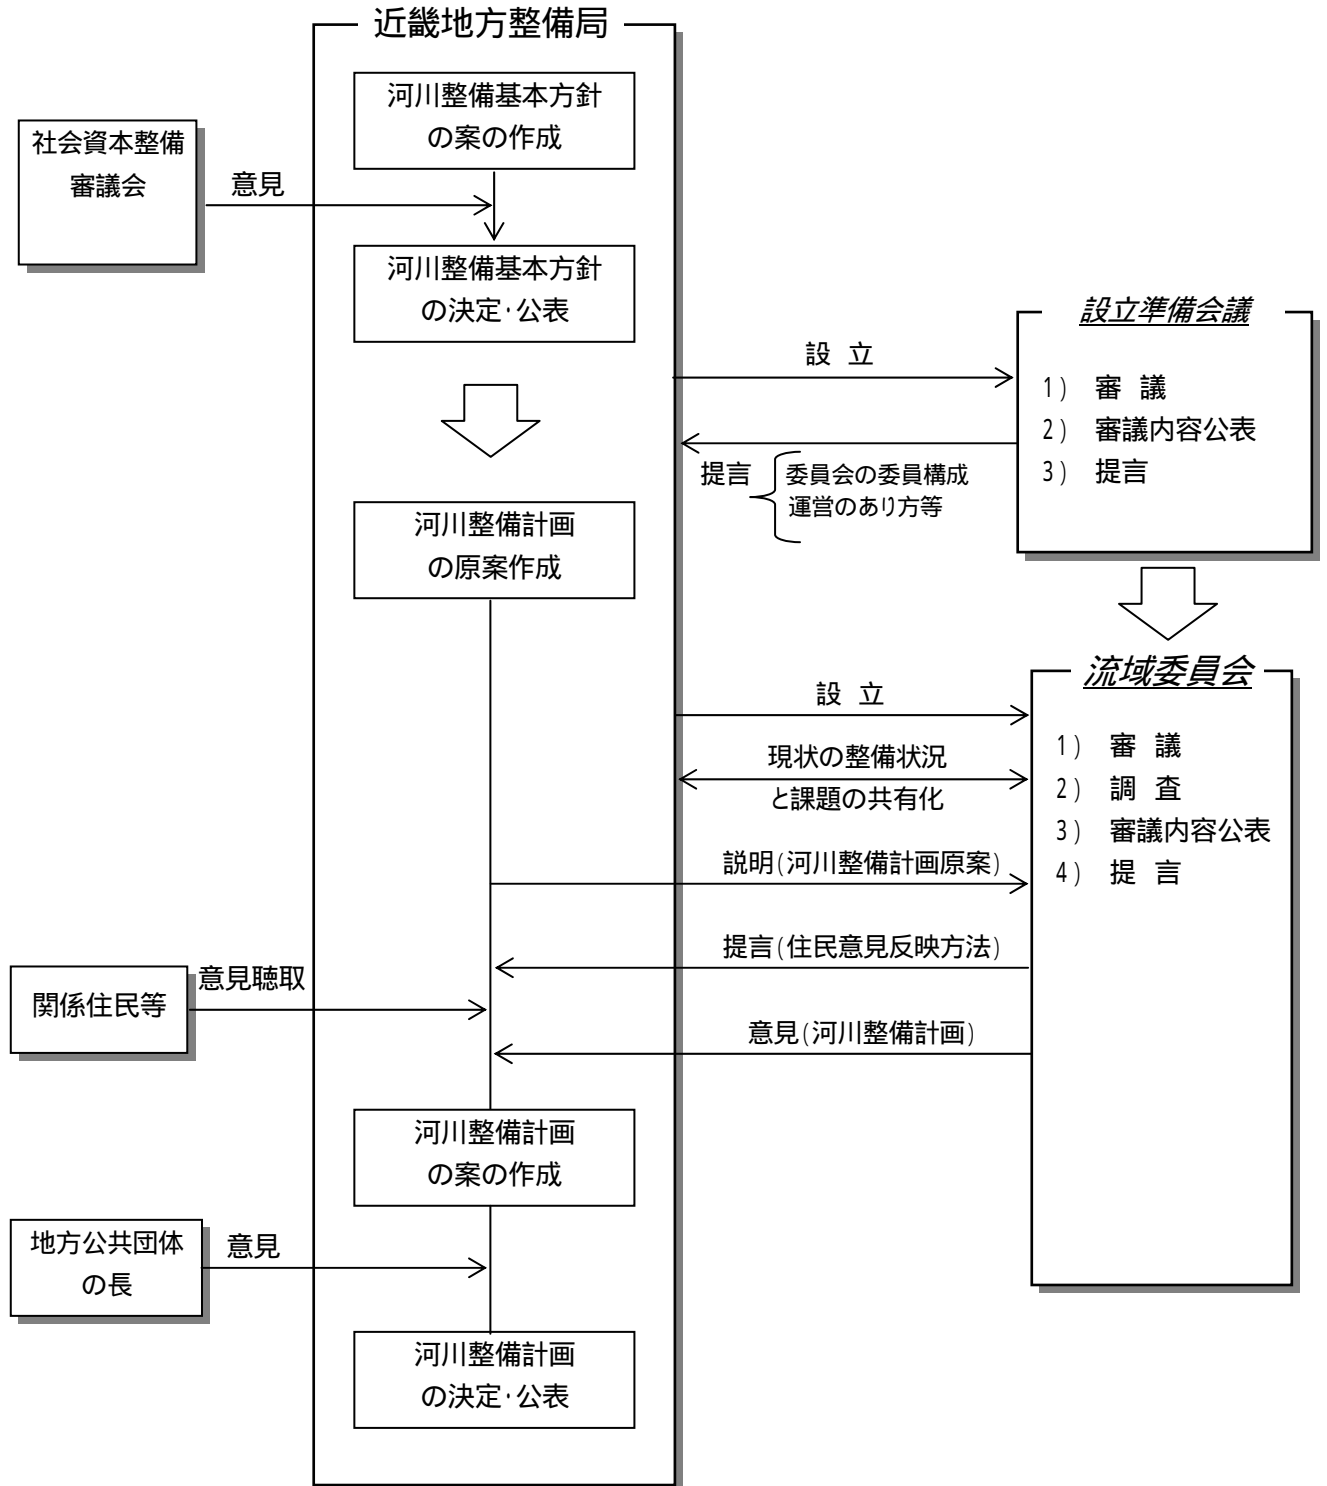 近畿地方整備局
河川整備基本方針
の案の作成
社会資本整備
審議会
意見
河川整備基本方針
の決定・公表
設立準備会議
設 立
1) 審 議
2) 審議内容公表
3) 提言
提言
委員会の委員構成
運営のあり方等
河川整備計画
の原案作成
流域委員会
設 立
現状の整備状況
と課題の共有化
1) 審 議
2) 調 査
3) 審議内容公表
4) 提 言
説明(河川整備計画原案)
提言(住民意見反映方法)
関係住民等
意見聴取
意見(河川整備計画)
河川整備計画
の案の作成
地方公共団体
の長
意見
河川整備計画
の決定・公表